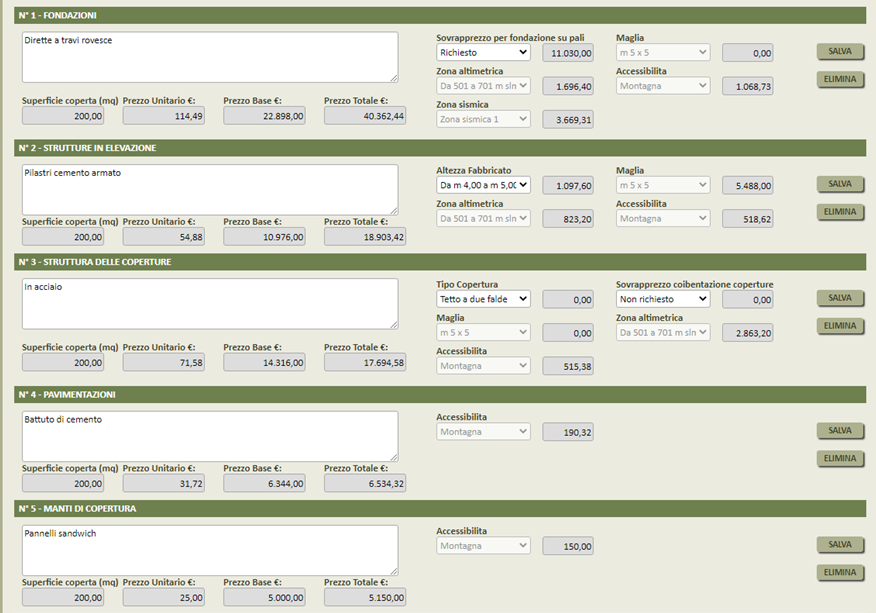 N° 1 - FONDAZIONI
Dirette a travi rovesce
Sovrapprezzo per fondazione su pali Maglia
Richiesto 11.030,00 m 5 x 5 0,00 SALVA
Zona altimetrica Accessibilita
Da 501 a 701 m sln 1.696,40 Montagna 1.068,73 ELIMINA
Superficie coperta (mq) Prezzo Unitario €: Prezzo Base €: Prezzo Totale €: Zona sismica
200,00 114,49 22.898,00 40.362,44 Zona sismica 1 3.669,31
N° 2 - STRUTTURE IN ELEVAZIONE
Pilastri cemento armato
Altezza Fabbricato Maglia
Da m 4,00 a m 5,00 1.097,60 m 5 x 5 5.488,00 SALVA
Zona altimetrica Accessibilita
Da 501 a 701 m sln 823,20 Montagna 518,62 ELIMINA
Superficie coperta (mq) Prezzo Unitario €: Prezzo Base €: Prezzo Totale €:
200,00 54,88 10.976,00 18.903,42
N° 3 - STRUTTURA DELLE COPERTURE
In acciaio
Tipo Copertura Sovrapprezzo coibentazione coperture
Tetto a due falde 0,00 Non richiesto 0,00 SALVA
Maglia Zona altimetrica
m 5 x 5 0,00 Da 501 a 701 m sln 2.863,20 ELIMINA
Superficie coperta (mq) Prezzo Unitario €: Prezzo Base €: Prezzo Totale €: Accessibilita
200,00 71,58 14.316,00 17.694,58 Montagna 515,38
N° 4 - PAVIMENTAZIONI
Battuto di cemento
Accessibilita
Montagna 190,32 SALVA
ELIMINA
Superficie coperta (mq) Prezzo Unitario €: Prezzo Base €: Prezzo Totale €:
200,00 31,72 6.344,00 6.534,32
N° 5 - MANTI DI COPERTURA
Pannelli sandwich
Accessibilita
Montagna 150,00 SALVA
ELIMINA
Superficie coperta (mq) Prezzo Unitario €: Prezzo Base €: Prezzo Totale €:
200,00 25,00 5.000,00 5.150,00